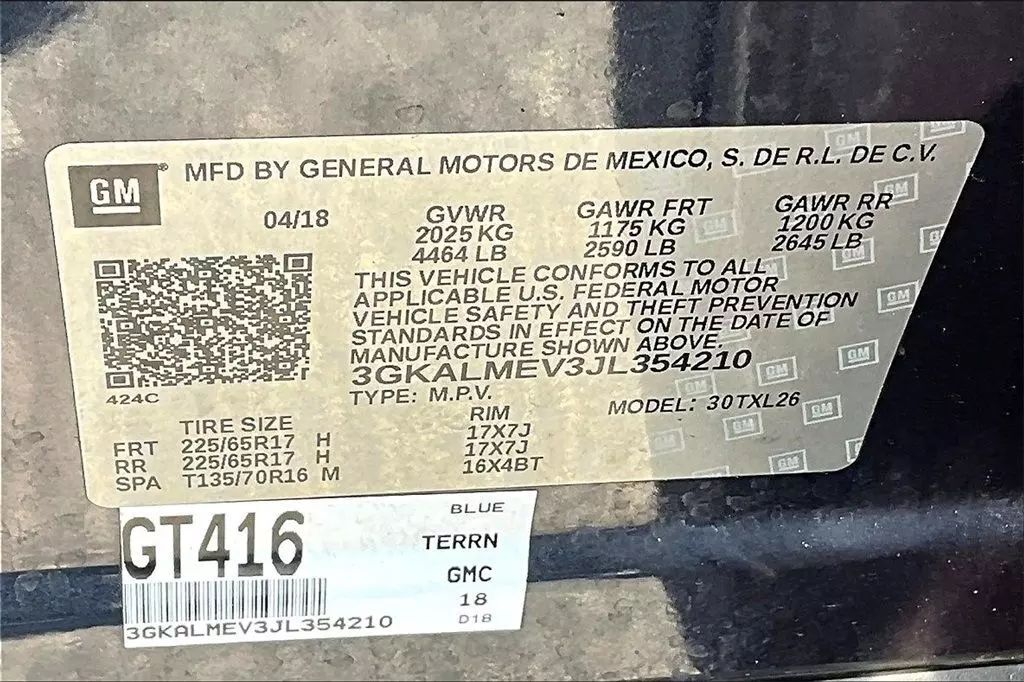 GM® MFD BY GENERAL MOTORS DE MEXICO, S. DE R.L. DE C.V.
04/18 GVWR GAWR FRT GAWR RR
2025 KG 1175 KG 1200 KG
4464 LB 2590 LB 2645 LB
THIS VEHICLE CONFORMS TO ALL
APPLICABLE U.S. FEDERAL MOTOR
VEHICLE SAFETY AND THEFT PREVENTION
STANDARDS IN EFFECT ON THE DATE OF
MANUFACTURE SHOWN ABOVE.
3GKALMEV3JL354210
424C TYPE: M.P.V. MODEL: 30TXL26
TIRE SIZE RIM
FRT 225/65R17 H 17X7J
RR 225/65R17 H 17X7J
SPA T135/70R16 M 16X4BT
GT416 BLUE
TERRN
GMC
18
3GKALMEV3JL354210 D18